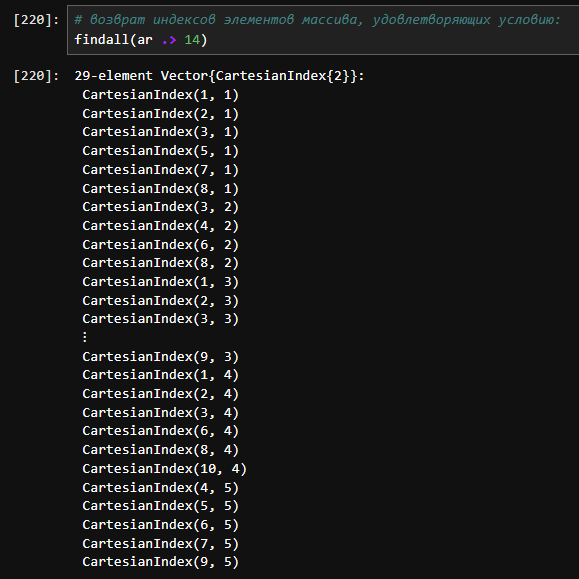 [220]: # возврат индексов элементов массива, удовлетворяющих условию:
findall(ar .> 14)
[220]: 29-element Vector{CartesianIndex{2}}:
CartesianIndex(1, 1)
CartesianIndex(2, 1)
CartesianIndex(3, 1)
CartesianIndex(5, 1)
CartesianIndex(7, 1)
CartesianIndex(8, 1)
CartesianIndex(3, 2)
CartesianIndex(4, 2)
CartesianIndex(6, 2)
CartesianIndex(8, 2)
CartesianIndex(1, 3)
CartesianIndex(2, 3)
CartesianIndex(3, 3)
⋮
CartesianIndex(9, 3)
CartesianIndex(1, 4)
CartesianIndex(2, 4)
CartesianIndex(3, 4)
CartesianIndex(6, 4)
CartesianIndex(8, 4)
CartesianIndex(10, 4)
CartesianIndex(4, 5)
CartesianIndex(5, 5)
CartesianIndex(6, 5)
CartesianIndex(7, 5)
CartesianIndex(9, 5)